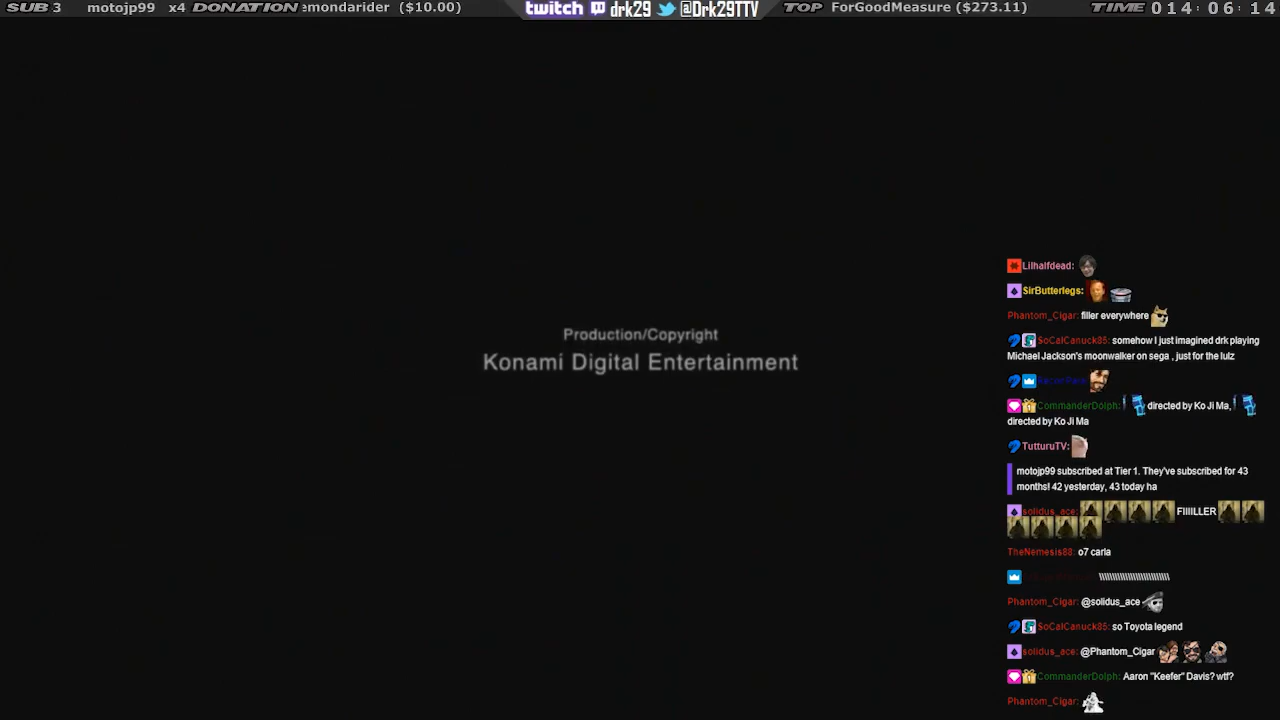 SUB 3 motojp99 x4 DONATION emondarider ($10.00) twitch drk29 @Drk29TTV TOP ForGoodMeasure ($273.11) TIME 014:06:14
Production/Copyright
Konami Digital Entertainment
Lilhalfdead:
SirButterlegs:
Phantom_Cigar: filler everywhere
SoCalCanuck85: somehow I just imagined drk playing
Michael Jackson's moonwalk on sega , just for the lulz
CommanderDolph: directed by Ko Ji Ma,
directed by Ko Ji Ma
TutturuTV:
motojp99 subscribed at Tier 1. They've subscribed for 43
months! 42 yesterday, 43 today ha
solidus_ace: FIIIILLER
TheNemesis88: o7 carla
Phantom_Cigar: @solidus_ace
SoCalCanuck85: so Toyota legend
solidus_ace: @Phantom_Cigar
CommanderDolph: Aaron "Keefer" Davis? wtf?
Phantom_Cigar: